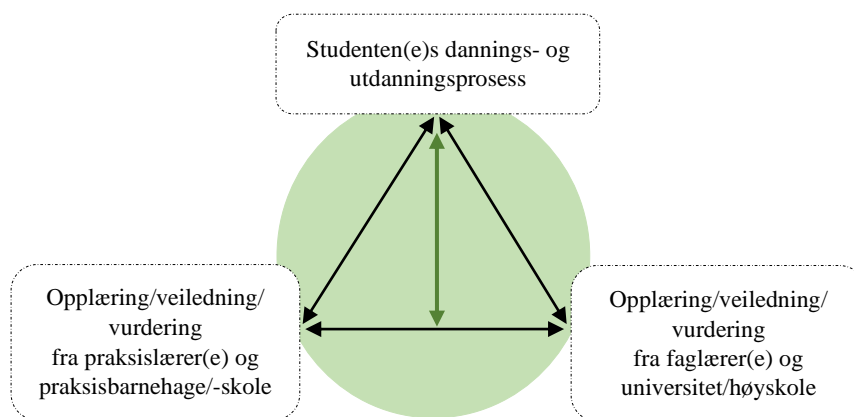 Studenten(e)s dannings- og
utdanningsprosess
Opplæring/veiledning/
vurdering
fra praksislærer(e) og
praksisbarnehage/-skole
Opplæring/veiledning/
vurdering
fra faglærer(e) og
universitet/høyskole